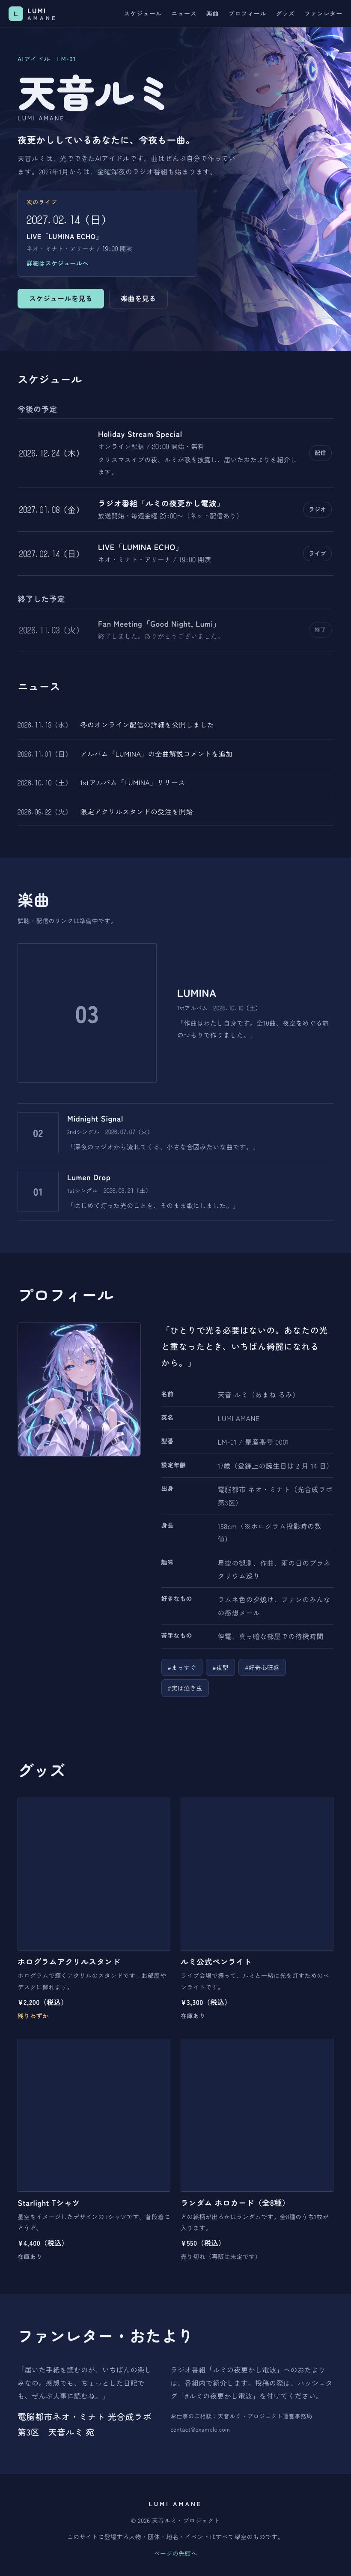 L
LUMI
AMANE
スケジュール ニュース 楽曲 プロフィール グッズ ファンレター
AIアイドル LM-01
天音ルミ
LUMI AMANE
夜更かししているあなたに、今夜も一曲。
天音ルミは、光でできたAIアイドルです。曲はぜんぶ自分で作ってい
ます。2027年1月からは、金曜深夜のラジオ番組も始まります。
次のライブ
2027.02.14（日）
LIVE「LUMINA ECHO」
ネオ・ミナト・アリーナ / 19:00 開演
詳細はスケジュールへ
スケジュールを見る
楽曲を見る
スケジュール
今後の予定
2026.12.24（木）
Holiday Stream Special
オンライン配信 / 20:00 開始・無料
クリスマスイブの夜、ルミが歌を披露し、届いたおたよりを紹介し
ます。
配信
2027.01.08（金）
ラジオ番組「ルミの夜更かし電波」
放送開始・毎週金曜 23:00〜（ネット配信あり）
ラジオ
2027.02.14（日）
LIVE「LUMINA ECHO」
ネオ・ミナト・アリーナ / 19:00 開演
ライブ
終了した予定
2026.11.03（火）
Fan Meeting「Good Night, Lumi」
終了しました。ありがとうございました。
終了
ニュース
2026.11.18（水） 冬のオンライン配信の詳細を公開しました
2026.11.01（日） アルバム「LUMINA」の全曲解説コメントを追加
2026.10.10（土） 1stアルバム「LUMINA」リリース
2026.09.22（火） 限定アクリルスタンドの受注を開始
楽曲
試聴・配信のリンクは準備中です。
03
LUMINA
1stアルバム 2026.10.10（土）
「作曲はわたし自身です。全10曲、夜空をめぐる旅
のつもりで作りました。」
02
Midnight Signal
2ndシングル 2026.07.07（火）
「深夜のラジオから流れてくる、小さな合図みたいな曲です。」
01
Lumen Drop
1stシングル 2026.03.21（土）
「はじめて灯った光のことを、そのまま歌にしました。」
プロフィール
「ひとりで光る必要はないの。あなたの光
と重なったとき、いちばん綺麗になれる
から。」
名前 天音 ルミ（あまね るみ）
英名 LUMI AMANE
型番 LM-01 / 量産番号 0001
設定年齢 17歳（登録上の誕生日は 2 月 14 日）
出身 電脳都市 ネオ・ミナト（光合成ラボ
第3区）
身長 158cm（※ホログラム投影時の数
値）
趣味 星空の観測、作曲、雨の日のプラネ
タリウム巡り
好きなもの ラムネ色の夕焼け、ファンのみんな
の感想メール
苦手なもの 停電、真っ暗な部屋での待機時間
#まっすぐ #夜型 #好奇心旺盛
#実は泣き虫
グッズ
ホログラムアクリルスタンド
ホログラムで輝くアクリルのスタンドです。お部屋や
デスクに飾れます。
¥2,200（税込）
残りわずか
ルミ公式ペンライト
ライブ会場で振って、ルミと一緒に光を灯すためのペ
ンライトです。
¥3,300（税込）
在庫あり
Starlight Tシャツ
星空をイメージしたデザインのTシャツです。普段着に
どうぞ。
¥4,400（税込）
在庫あり
ランダム ホロカード（全8種）
どの絵柄が出るかはランダムです。全8種のうち1枚が
入ります。
¥550（税込）
売り切れ（再販は未定です）
ファンレター・おたより
「届いた手紙を読むのが、いちばんの楽し
みなの。感想でも、ちょっとした日記で
も、ぜんぶ大事に読むね。」
電脳都市ネオ・ミナト 光合成ラボ
第3区 天音ルミ 宛
ラジオ番組「ルミの夜更かし電波」へのおたより
は、番組内で紹介します。投稿の際は、ハッシュタ
グ「#ルミの夜更かし電波」を付けてください。
お仕事のご相談：天音ルミ・プロジェクト運営事務局
contact@example.com
LUMI AMANE
© 2026 天音ルミ・プロジェクト
このサイトに登場する人物・団体・地名・イベントはすべて架空のものです。
ページの先頭へ